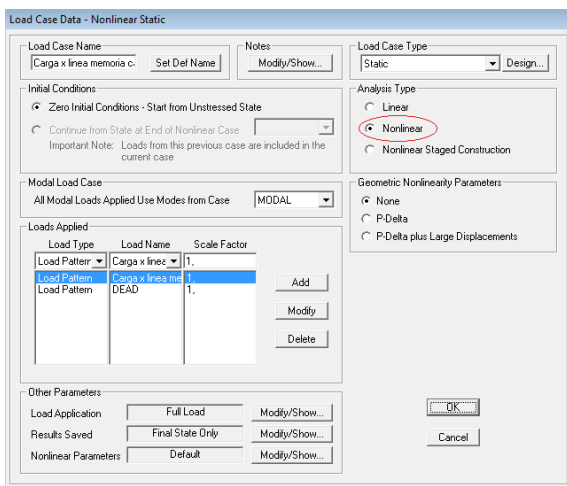 Load Case Data - Nonlinear Static
Load Case Name
Carga x linea memoria c
Set Def Name
Notes
Modify/Show...
Load Case Type
Static
Design...
Initial Conditions
Zero Initial Conditions - Start from Unstressed State
Continue from State at End of Nonlinear Case
Important Note: Loads from this previous case are included in the
current case
Analysis Type
Linear
Nonlinear
Nonlinear Staged Construction
Modal Load Case
All Modal Loads Applied Use Modes from Case
MODAL
Geometric Nonlinearity Parameters
None
P-Delta
P-Delta plus Large Displacements
Loads Applied
Load Type Load Name Scale Factor
Load Pattern Carga x linea 1,
Load Pattern Carga x linea me 1,
Load Pattern DEAD 1,
Add
Modify
Delete
Other Parameters
Load Application Full Load Modify/Show...
Results Saved Final State Only Modify/Show...
Nonlinear Parameters Default Modify/Show...
OK
Cancel